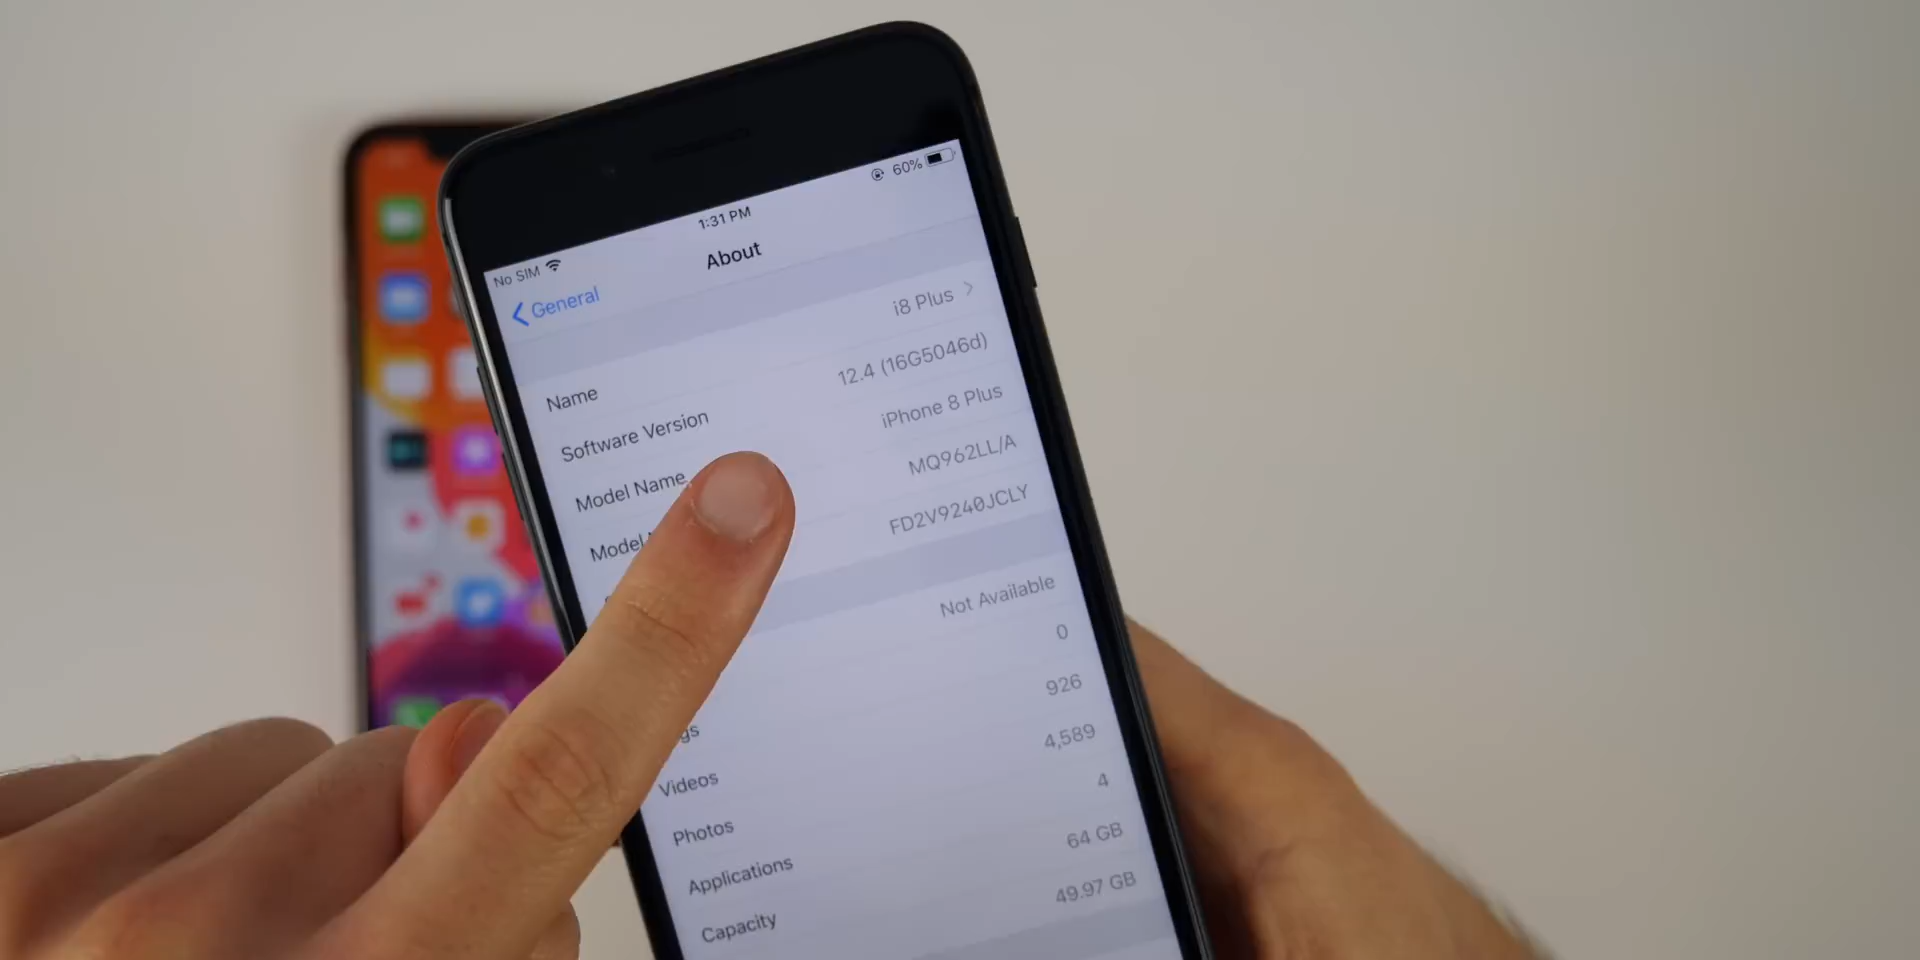 No SIM 1:31 PM 60%
General About
Name i8 Plus
Software Version 12.4 (16G5046d)
Model Name iPhone 8 Plus
Model MQ962LL/A
FD2V9240JCLY
Not Available
0
gs 926
Videos 4,589
Photos 4
Applications 64 GB
Capacity 49.97 GB